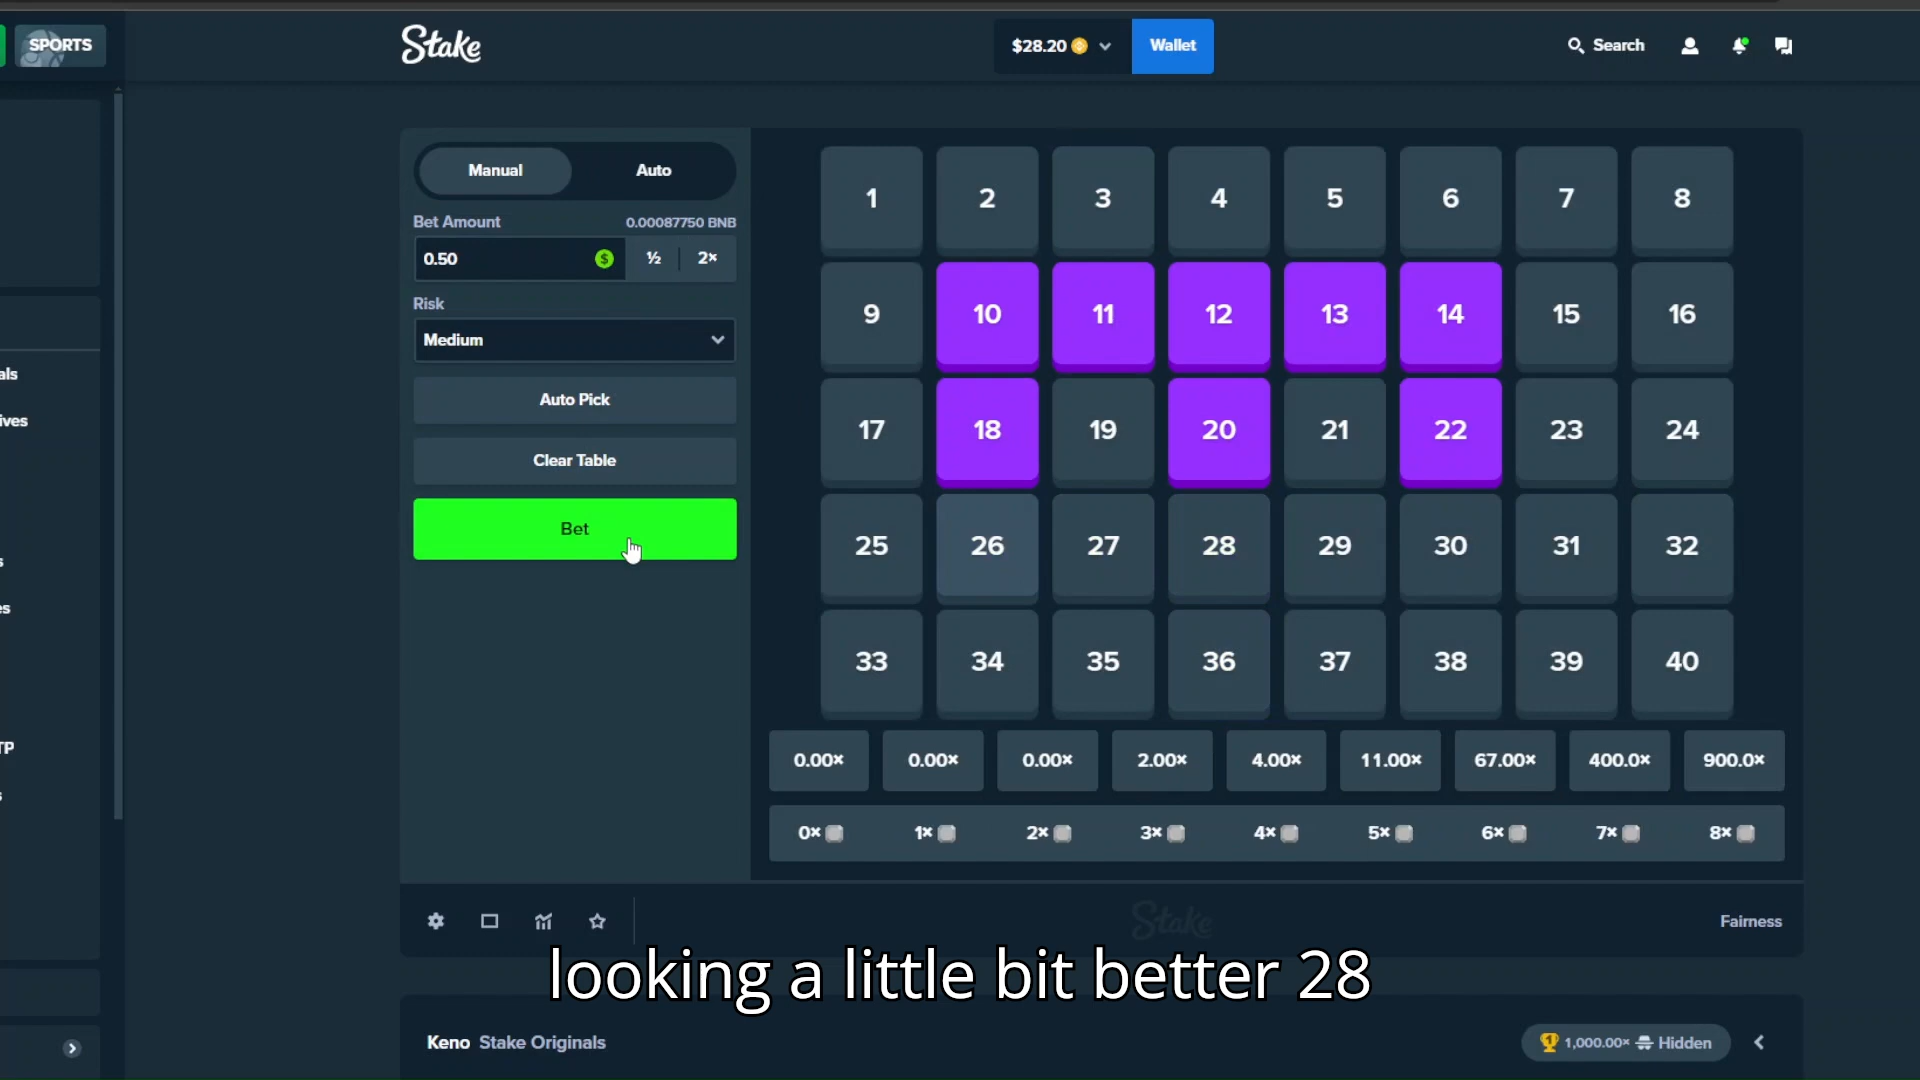 SPORTS
Stake
$28.20
Wallet
Search
Manual
Auto
Bet Amount
0.00087750 BNB
0.50
½
2×
Risk
Medium
Auto Pick
Clear Table
Bet
1 2 3 4 5 6 7 8
9 10 11 12 13 14 15 16
17 18 19 20 21 22 23 24
25 26 27 28 29 30 31 32
33 34 35 36 37 38 39 40
0.00× 0.00× 0.00× 2.00× 4.00× 11.00× 67.00× 400.0× 900.0×
0× 1× 2× 3× 4× 5× 6× 7× 8×
als
ives
s
es
TP
s
Stake
Fairness
looking a little bit better 28
Keno Stake Originals
1,000.00× Hidden